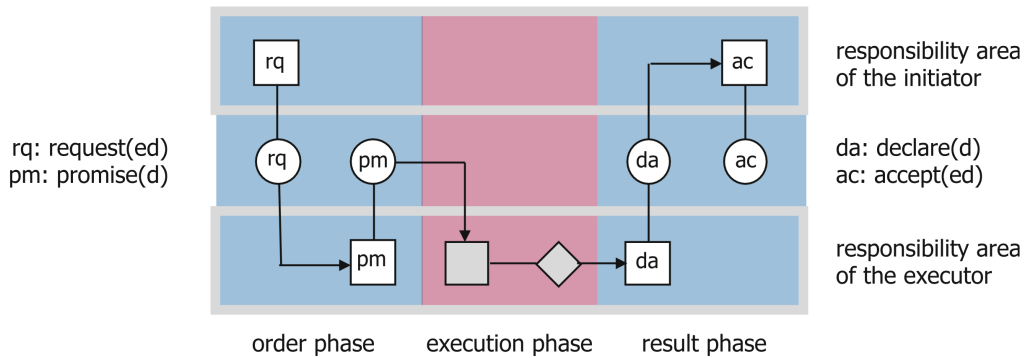 rq
ac
responsibility area
of the initiator
rq: request(ed)
pm: promise(d)
rq
pm
da
ac
da: declare(d)
ac: accept(ed)
pm
da
responsibility area
of the executor
order phase
execution phase
result phase